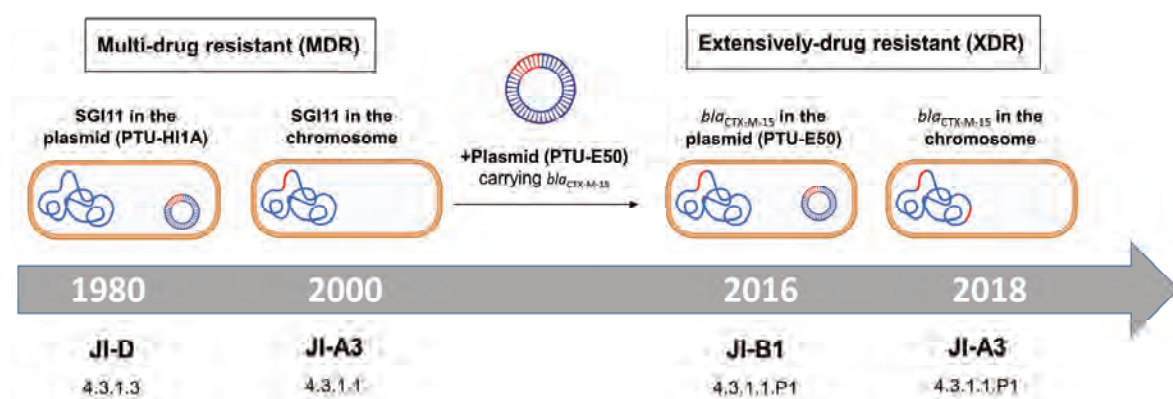 Multi-drug resistant (MDR)
Extensively-drug resistant (XDR)
SGI11 in the
plasmid (PTU-HI1A)
SGI11 in the
chromosome
+Plasmid (PTU-E50)
carrying blaCTX-M-15
blaCTX-M-15 in the
plasmid (PTU-E50)
blaCTX-M-15 in the
chromosome
1980
2000
2016
2018
JI-D
JI-A3
JI-B1
JI-A3
4.3.1.3
4.3.1.1
4.3.1.1.P1
4.3.1.1.P1